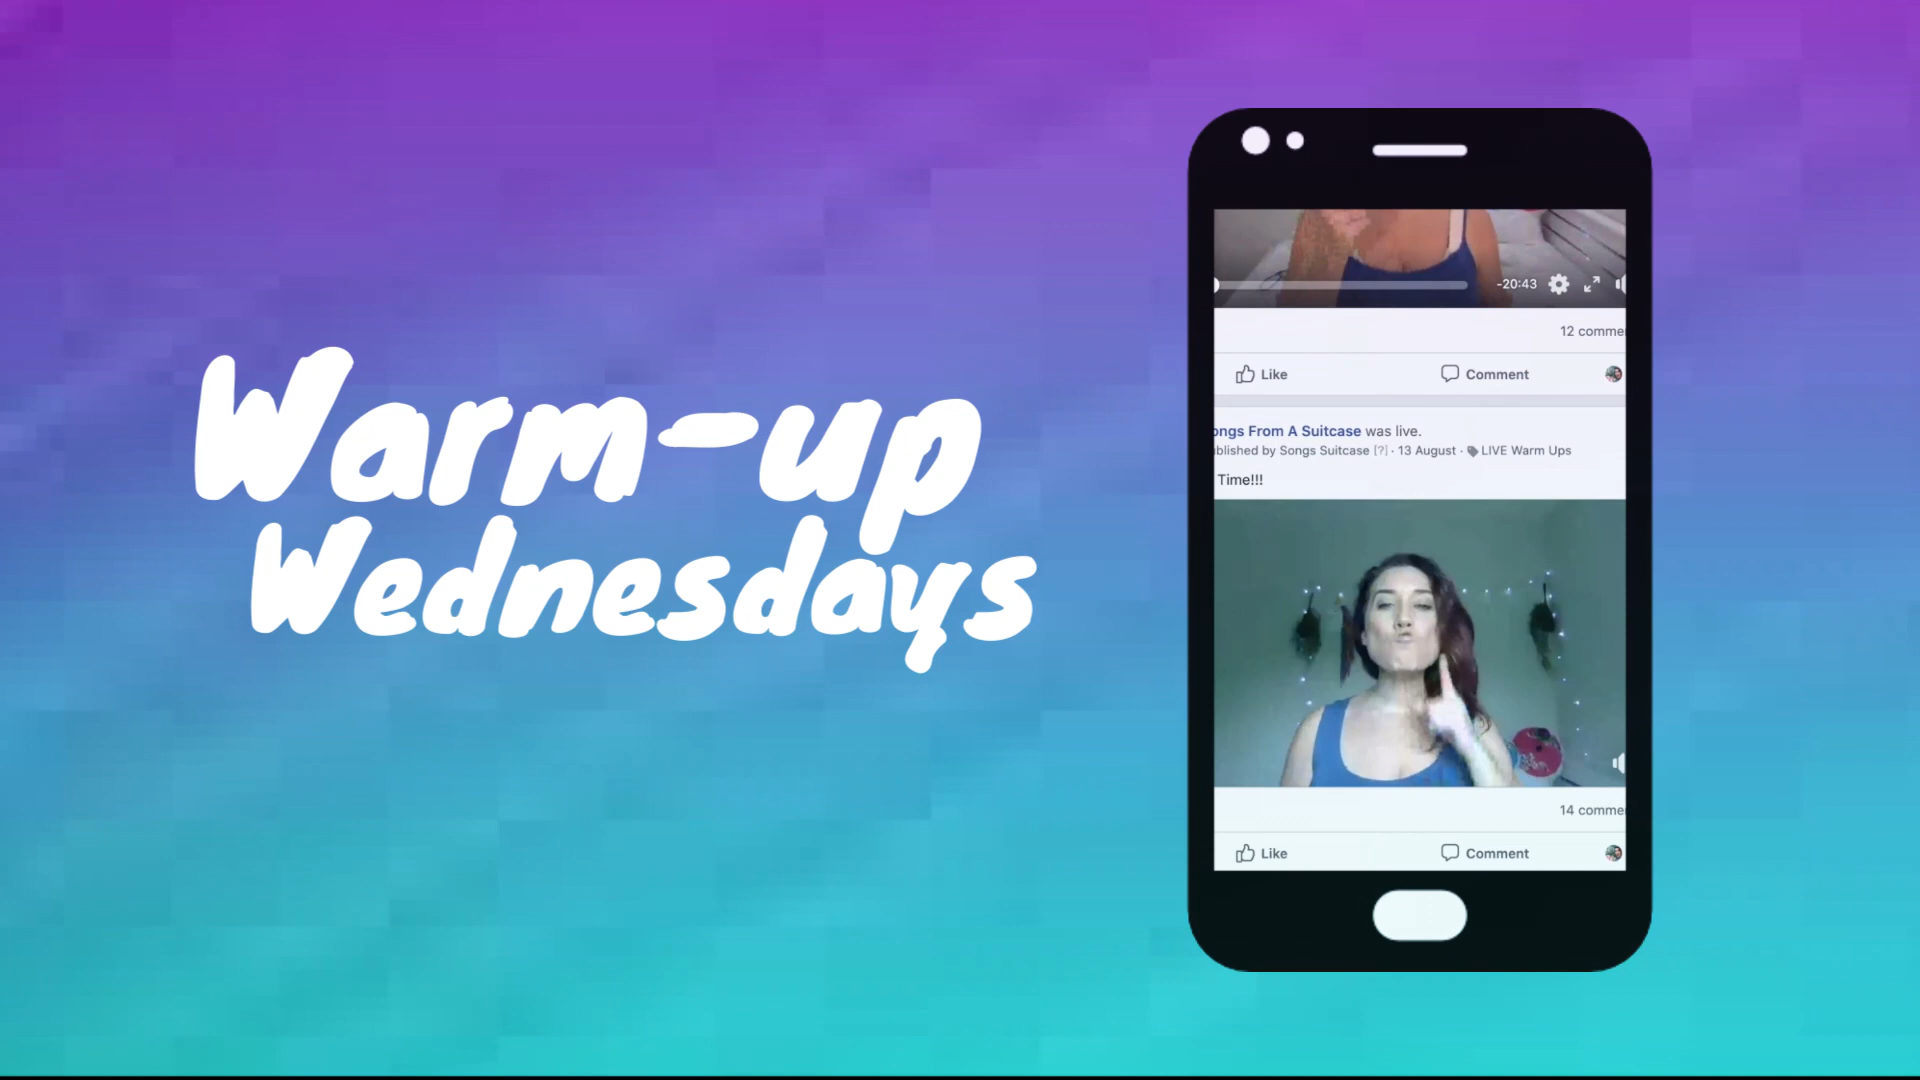 Warm-up
Wednesdays
-20:43
12 comme
Like
Comment
ongs From A Suitcase was live.
ublished by Songs Suitcase [?] · 13 August · LIVE Warm Ups
Time!!!
14 comme
Like
Comment